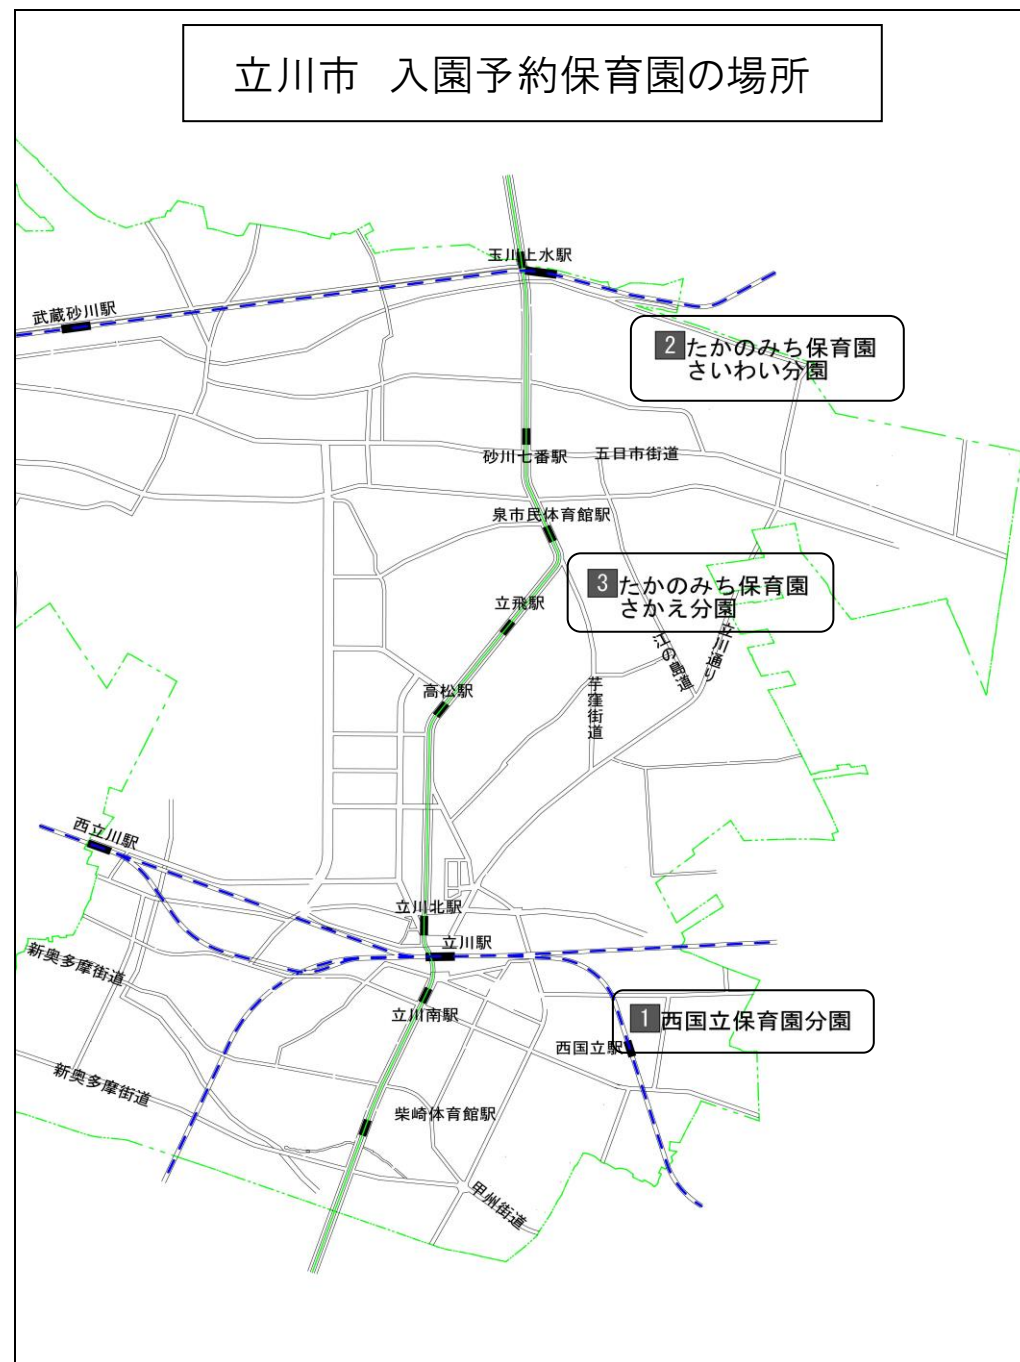 立川市 入園予約保育園の場所
玉川上水駅
武蔵砂川駅
2 たかのみち保育園
さいわい分園
砂川七番駅
五日市街道
泉市民体育館駅
3 たかのみち保育園
さかえ分園
立飛駅
江の島道
立川通り
高松駅
芋窪街道
西立川駅
立川北駅
立川駅
新奥多摩街道
立川南駅
1 西国立保育園分園
西国立駅
新奥多摩街道
柴崎体育館駅
甲州街道